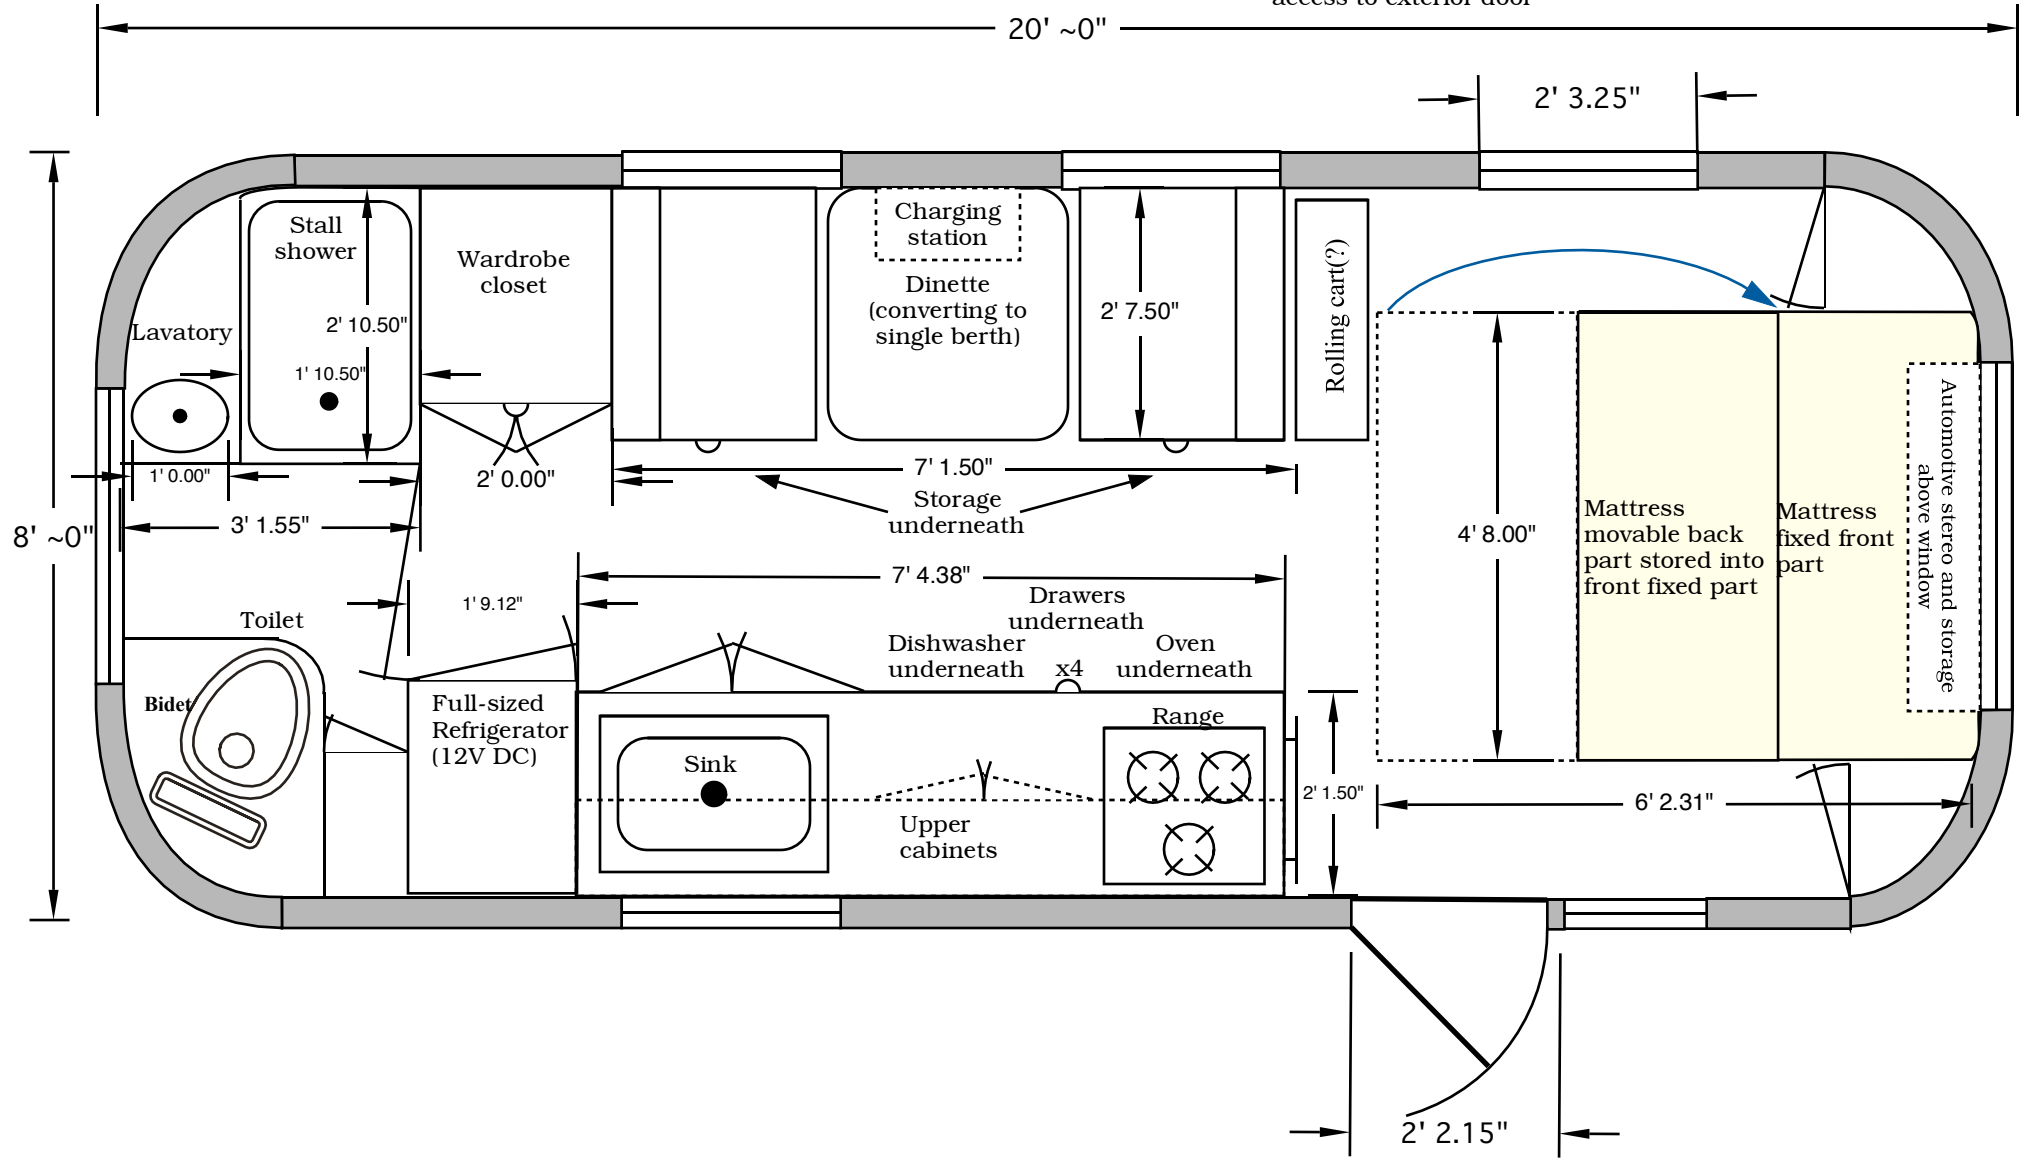 access to exterior door
20' ~0"
2' 3.25"
Stall
shower
Wardrobe
closet
Charging
station
Dinette
(converting to
single berth)
2' 7.50"
Rolling cart(?)
Lavatory
2' 10.50"
1' 10.50"
1' 0.00"
2' 0.00"
7' 1.50"
Storage
underneath
8' ~0"
3' 1.55"
4' 8.00"
Mattress
movable back
part stored into
front fixed part
Mattress
fixed front
part
Automotive stereo and storage
above window
7' 4.38"
1' 9.12"
Drawers
underneath
Toilet
Dishwasher
underneath
x4
Oven
underneath
Bidet
Full-sized
Refrigerator
(12V DC)
Sink
Range
Upper
cabinets
2' 1.50"
6' 2.31"
2' 2.15"